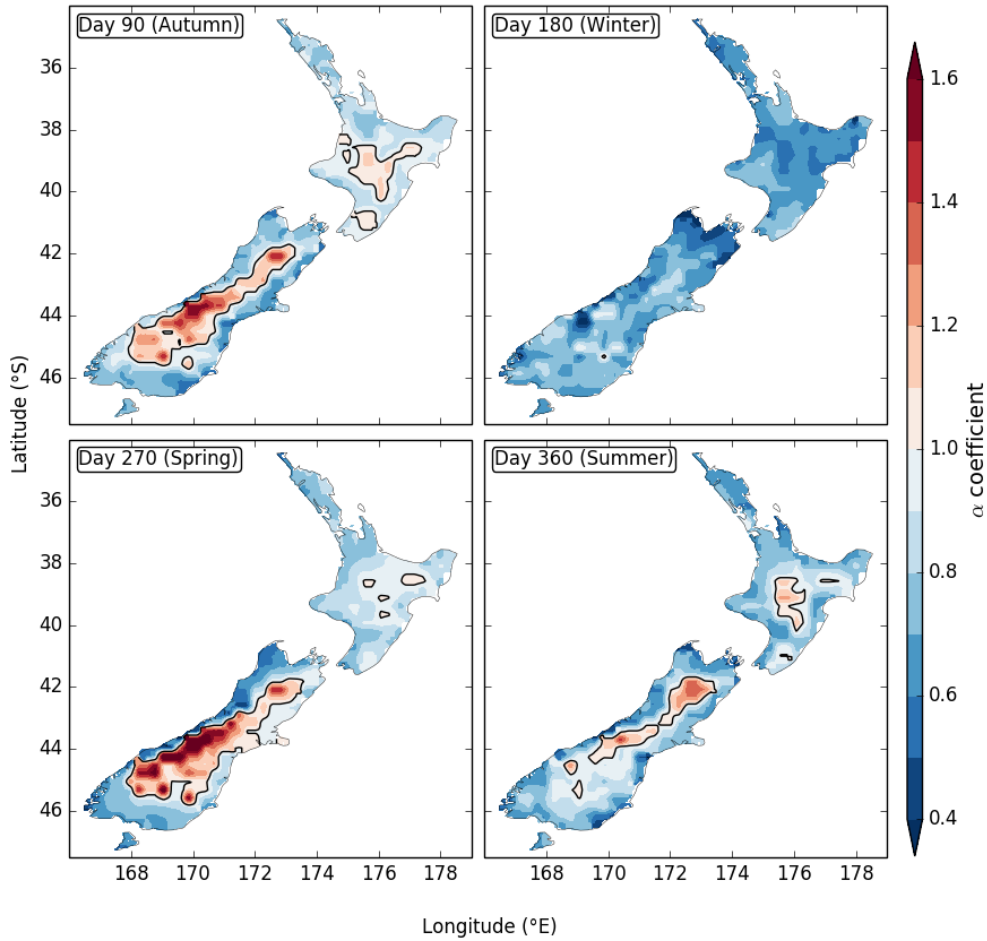 Day 90 (Autumn)
Day 180 (Winter)
36
38
40
42
44
46
Day 270 (Spring)
Day 360 (Summer)
36
38
40
42
44
46
168 170 172 174 176 178
168 170 172 174 176 178
Latitude (°S)
Longitude (°E)
1.6
1.4
1.2
1.0
0.8
0.6
0.4
α coefficient